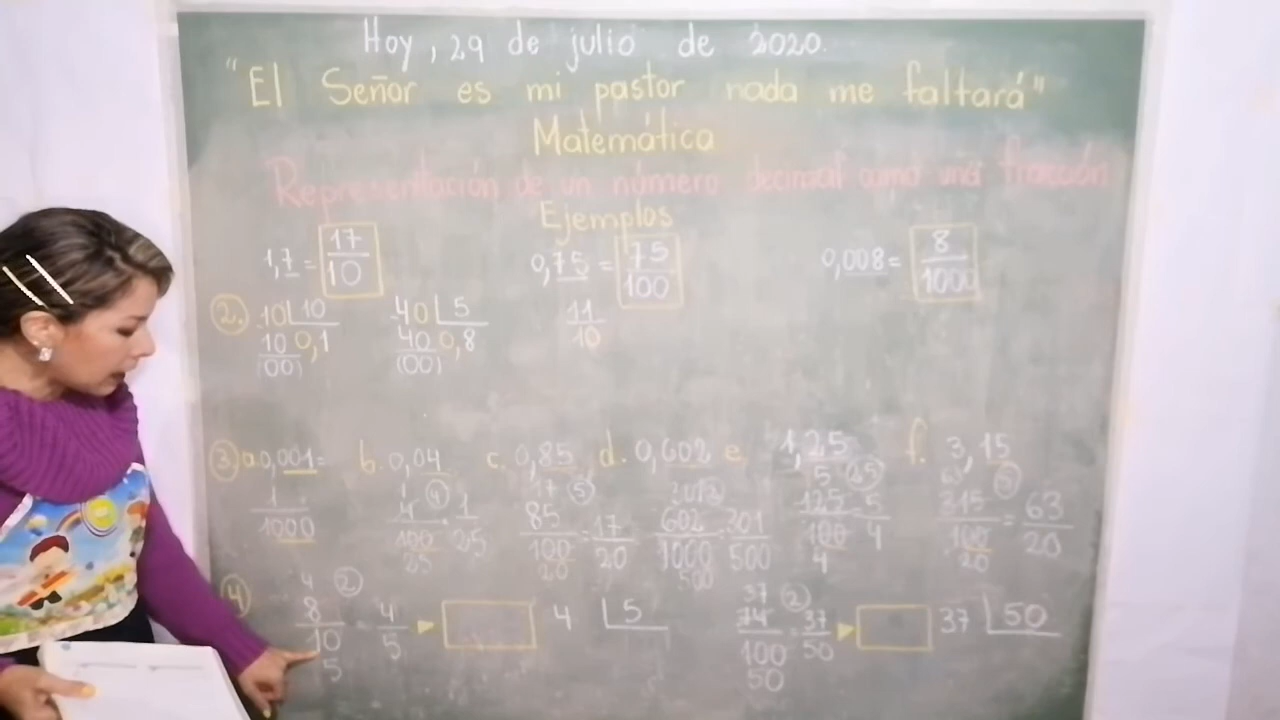 Hoy, 29 de julio de 2020.
"El Señor es mi pastor nada me faltará"
Matemática
Representación de un número decimal como una fracción
Ejemplos
1,7 = 17/10 0,75 = 75/100 0,008 = 8/1000
2. 10 10 40 5 11/10
10 0,1 40 0,8
(00) (00)
3 a. 0,001= b. 0,04 c. 0,85 d. 0,602 e 1,25 f. 3,15
1/1000 4/100 1/25 85/100 = 17/20 602/1000 = 301/500 125/100 = 5/4 315/100 = 63/20
4 8/10 = 4/5 4 5 74/100 = 37/50 37 50